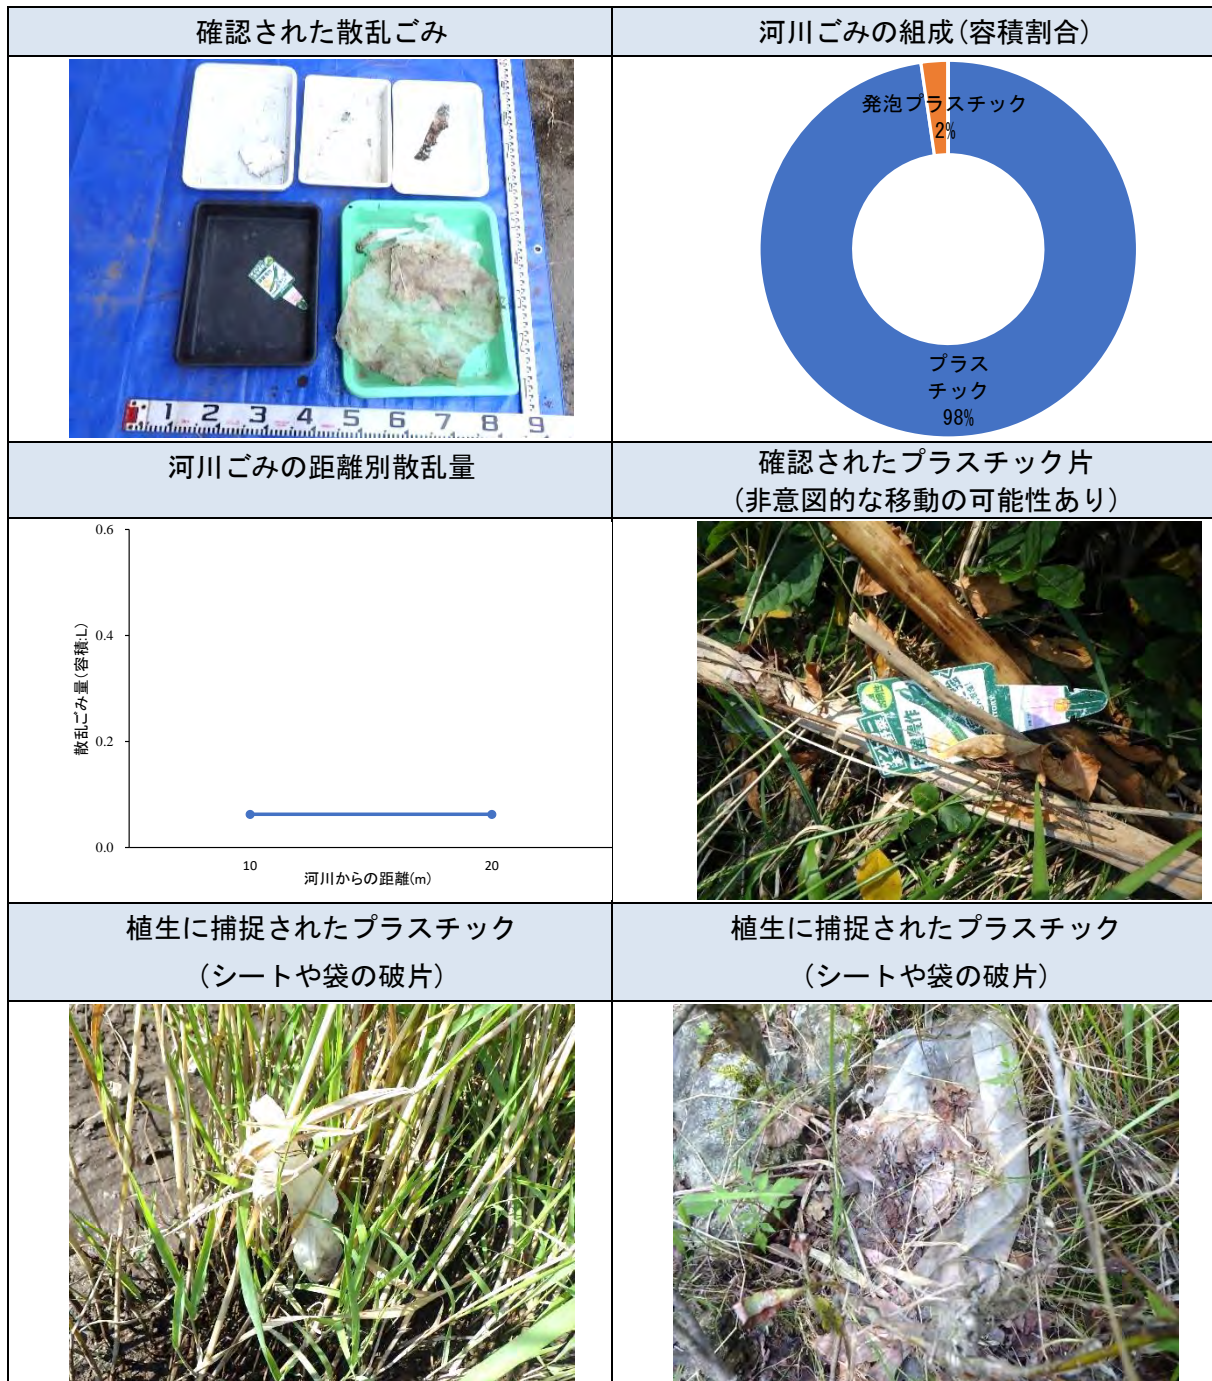 確認された散乱ごみ
河川ごみの組成(容積割合)
1 2 3 4 5 6 7 8 9
発泡プラスチック
2%
プラス
チック
98%
河川ごみの距離別散乱量
確認されたプラスチック片
(非意図的な移動の可能性あり)
散乱ごみ量(容積:L)
0.6
0.4
0.2
0.0
10
20
河川からの距離(m)
植生に捕捉されたプラスチック
(シートや袋の破片)
植生に捕捉されたプラスチック
(シートや袋の破片)